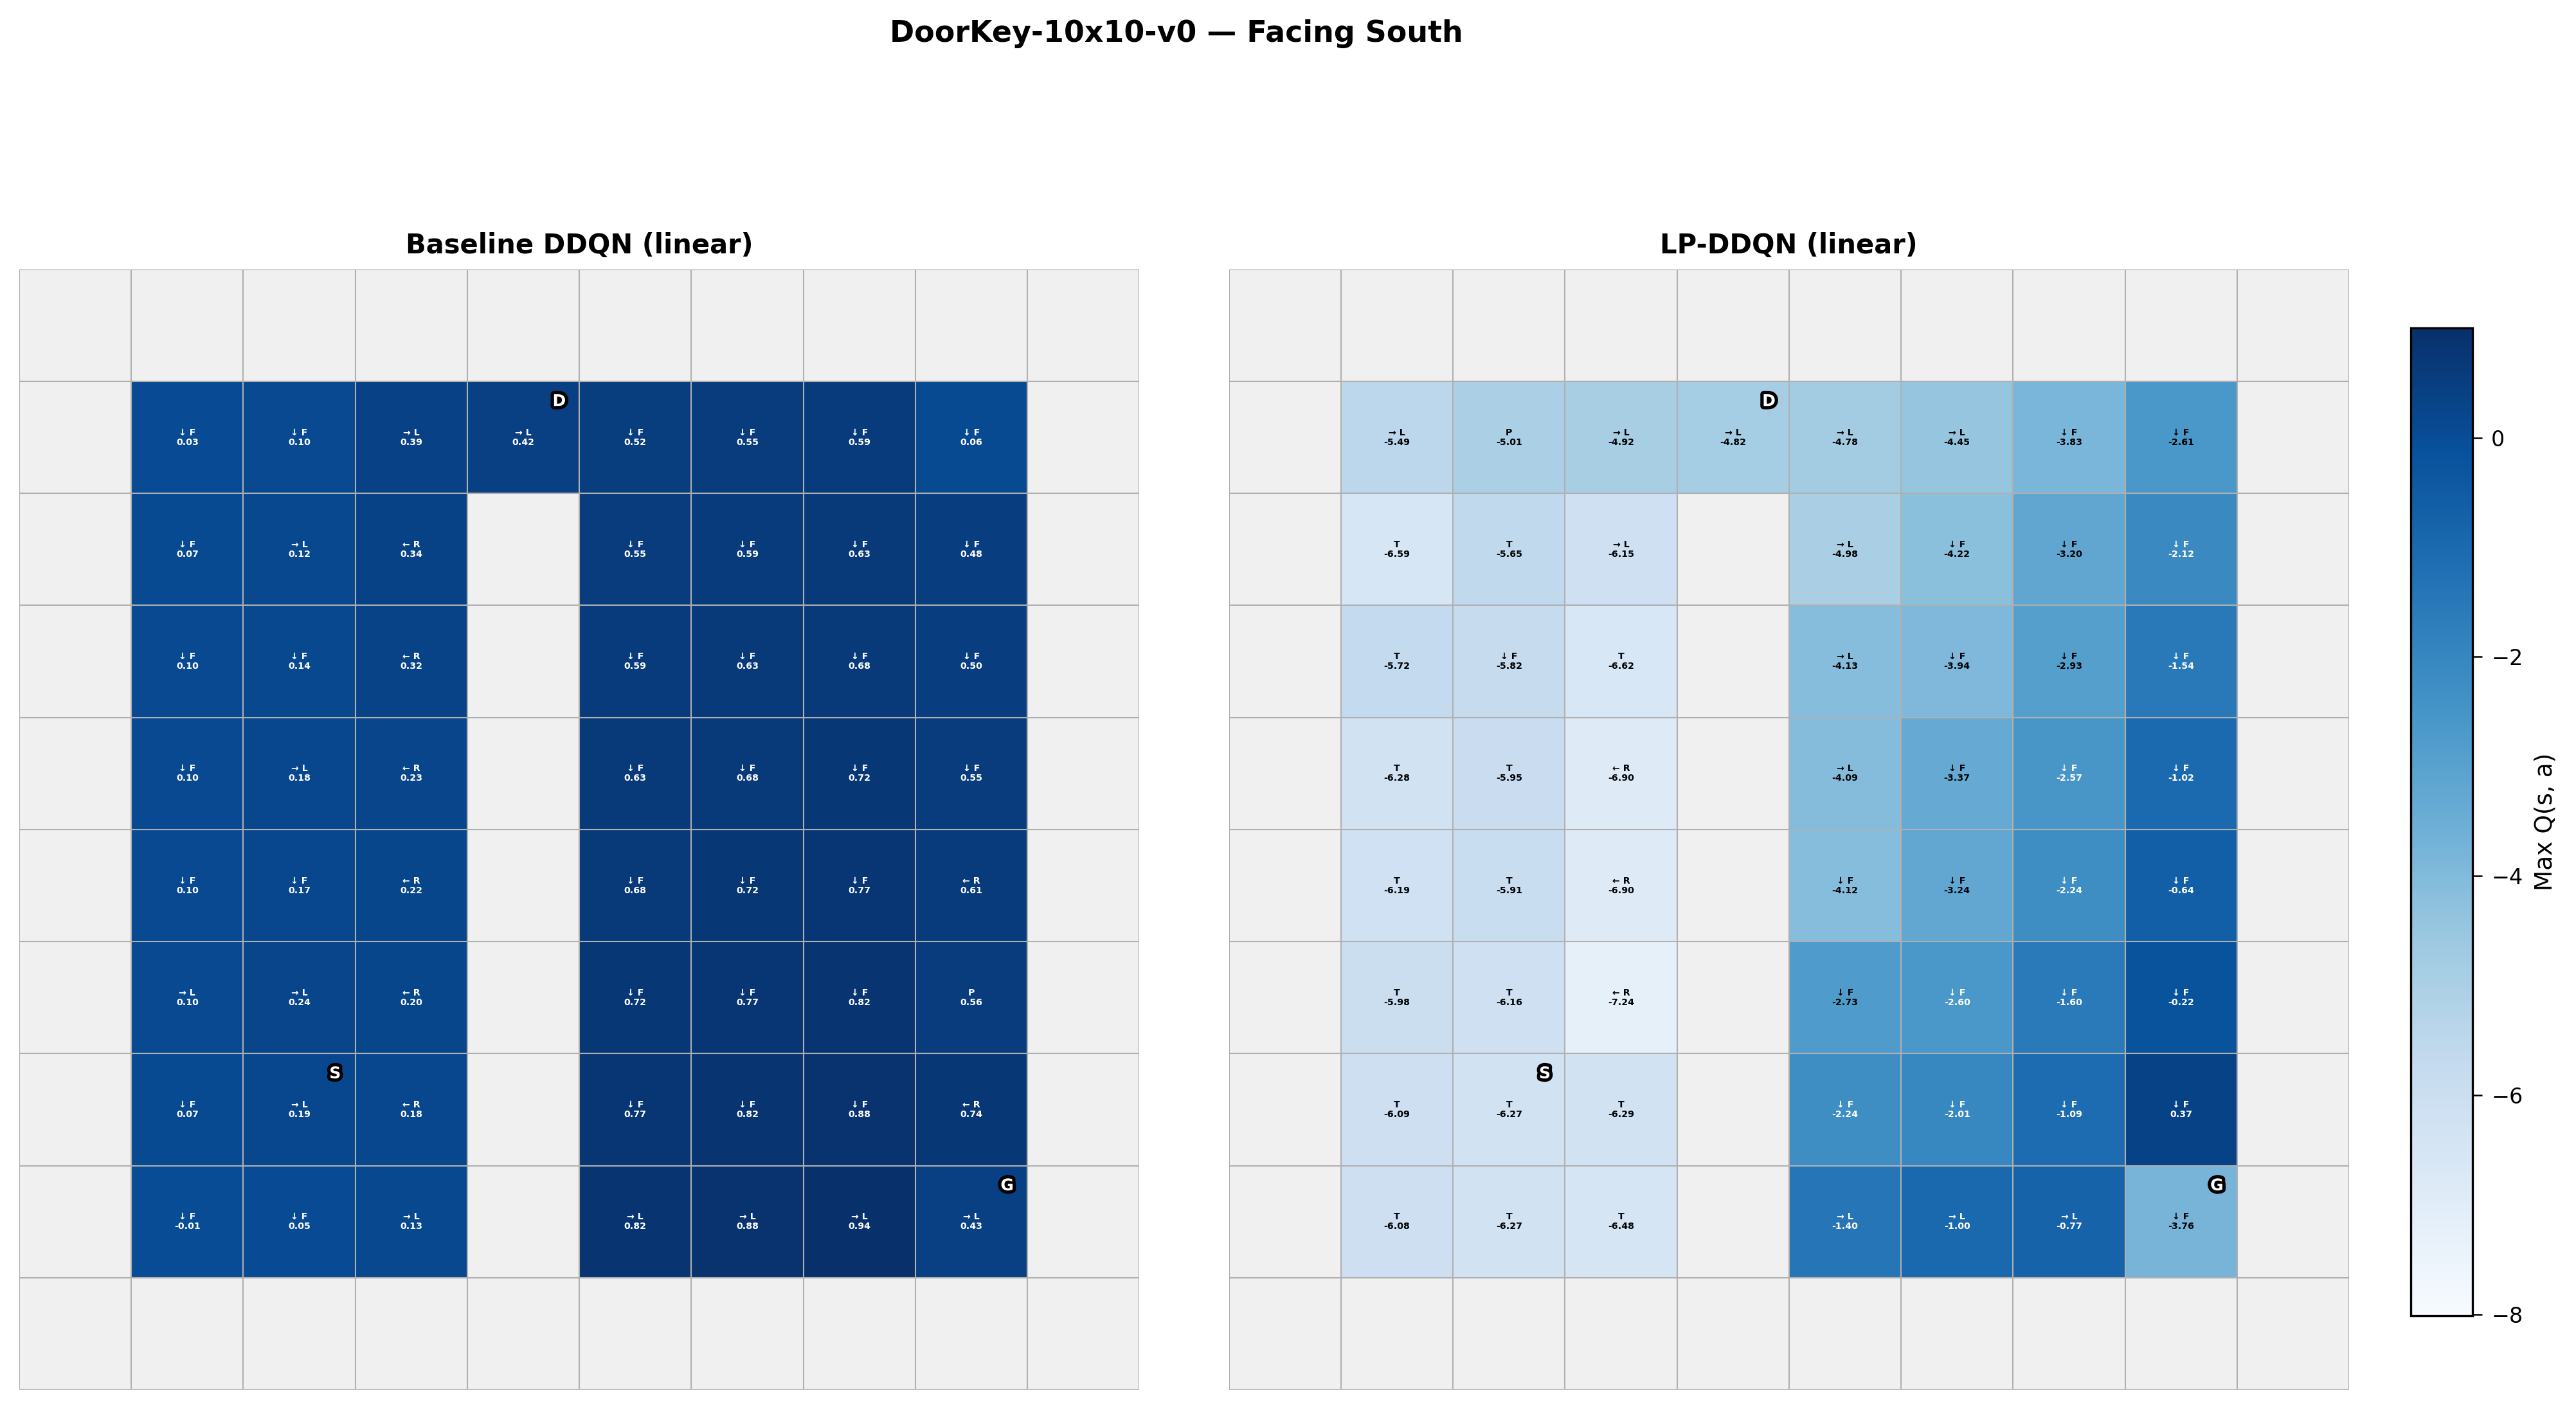 DoorKey-10x10-v0 — Facing South
Baseline DDQN (linear)
D
↓ F ↓ F → L → L ↓ F ↓ F ↓ F ↓ F
0.03 0.10 0.39 0.42 0.52 0.55 0.59 0.06
↓ F → L ← R ↓ F ↓ F ↓ F ↓ F
0.07 0.12 0.34 0.55 0.59 0.63 0.48
↓ F ↓ F ← R ↓ F ↓ F ↓ F ↓ F
0.10 0.14 0.32 0.59 0.63 0.68 0.50
↓ F → L ← R ↓ F ↓ F ↓ F ↓ F
0.10 0.18 0.23 0.63 0.68 0.72 0.55
↓ F ↓ F ← R ↓ F ↓ F ↓ F ← R
0.10 0.17 0.22 0.68 0.72 0.77 0.61
→ L → L ← R ↓ F ↓ F ↓ F P
0.10 0.24 0.20 0.72 0.77 0.82 0.56
S
↓ F → L ← R ↓ F ↓ F ↓ F ← R
0.07 0.19 0.18 0.77 0.82 0.88 0.74
G
↓ F ↓ F → L → L → L → L → L
-0.01 0.05 0.13 0.82 0.88 0.94 0.43
LP-DDQN (linear)
D
→ L P → L → L → L → L ↓ F ↓ F
-5.49 -5.01 -4.92 -4.82 -4.78 -4.45 -3.83 -2.61
T T → L → L ↓ F ↓ F ↓ F
-6.59 -5.65 -6.15 -4.98 -4.22 -3.20 -2.12
T ↓ F T → L ↓ F ↓ F ↓ F
-5.72 -5.82 -6.62 -4.13 -3.94 -2.93 -1.54
T T ← R → L ↓ F ↓ F ↓ F
-6.28 -5.95 -6.90 -4.09 -3.37 -2.57 -1.02
T T ← R ↓ F ↓ F ↓ F ↓ F
-6.19 -5.91 -6.90 -4.12 -3.24 -2.24 -0.64
T T ← R ↓ F ↓ F ↓ F ↓ F
-5.98 -6.16 -7.24 -2.73 -2.60 -1.60 -0.22
S
T T T ↓ F ↓ F ↓ F ↓ F
-6.09 -6.27 -6.29 -2.24 -2.01 -1.09 0.37
G
T T T → L → L → L ↓ F
-6.08 -6.27 -6.48 -1.40 -1.00 -0.77 -3.76
0
−2
−4
−6
−8
Max Q(s, a)